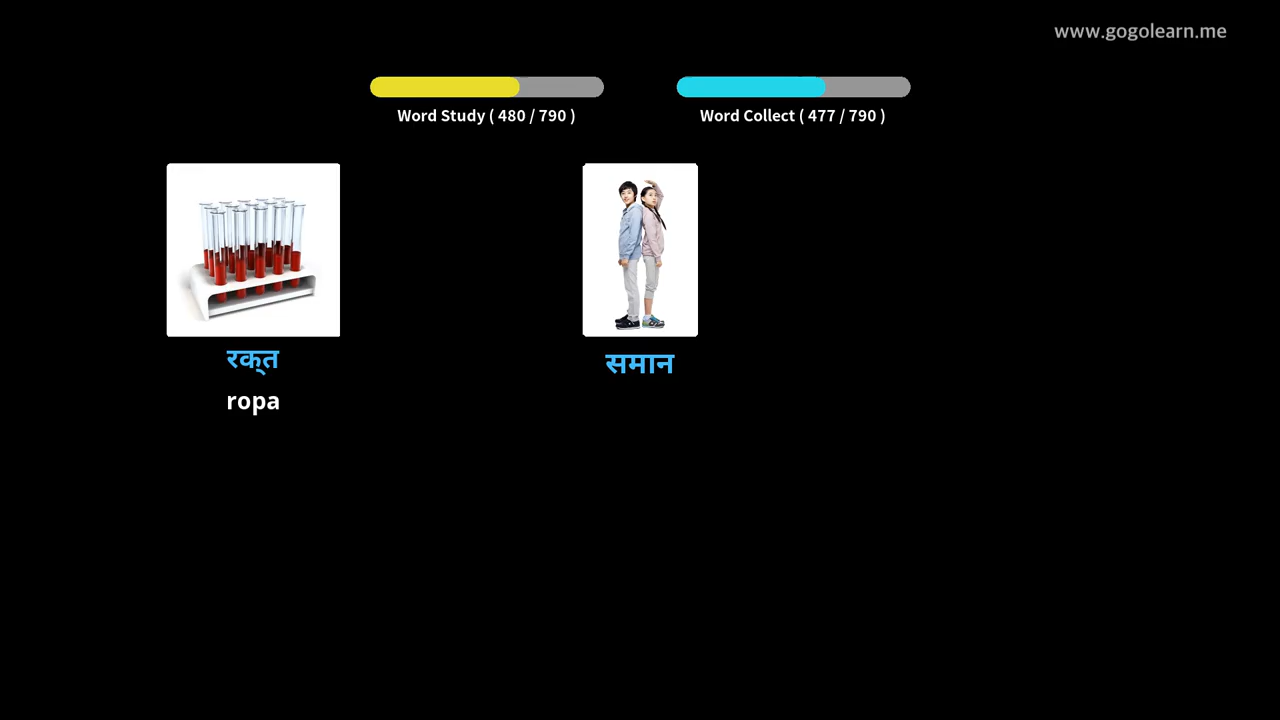 www.gogolearn.me
Word Study ( 480 / 790 )
Word Collect ( 477 / 790 )
रक्त
ropa
समान